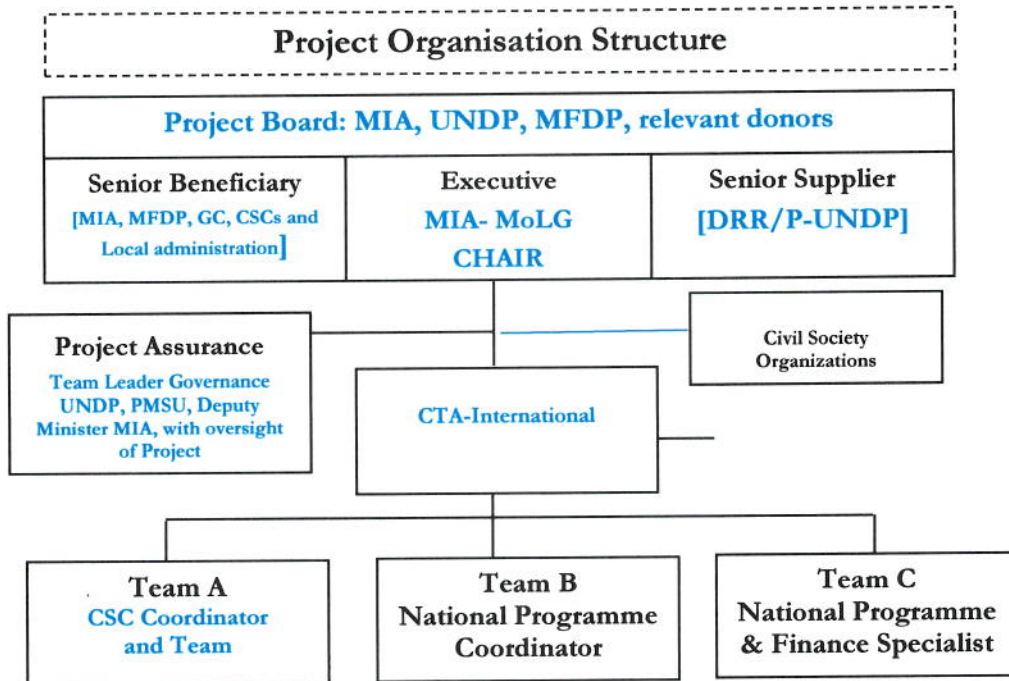 Project Organisation Structure
Project Board: MIA, UNDP, MFDP, relevant donors
Senior Beneficiary
[MIA, MFDP, GC, CSCs and
Local administration]
Executive
MIA- MoLG
CHAIR
Senior Supplier
[DRR/P-UNDP]
Project Assurance
Team Leader Governance
UNDP, PMSU, Deputy
Minister MIA, with oversight
of Project
Civil Society
Organizations
CTA-International
Team A
CSC Coordinator
and Team
Team B
National Programme
Coordinator
Team C
National Programme
& Finance Specialist